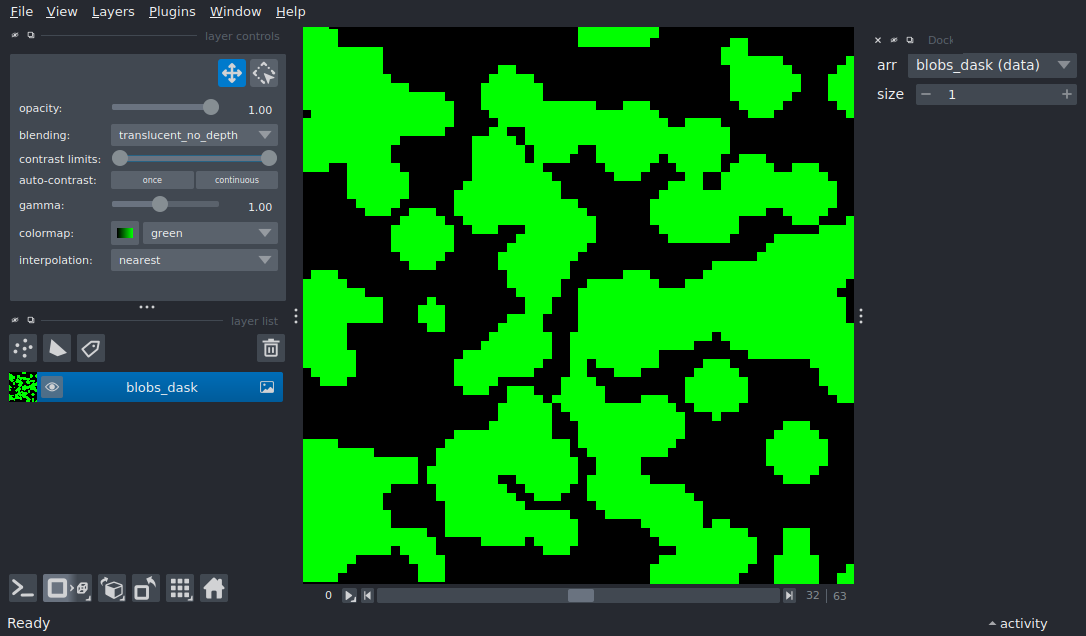 File View Layers Plugins Window Help
layer controls
opacity: 1.00
blending: translucent_no_depth
contrast limits:
auto-contrast: once continuous
gamma: 1.00
colormap: green
interpolation: nearest
layer list
blobs_dask
0 32 63
Ready
Dock
arr blobs_dask (data)
size 1
activity